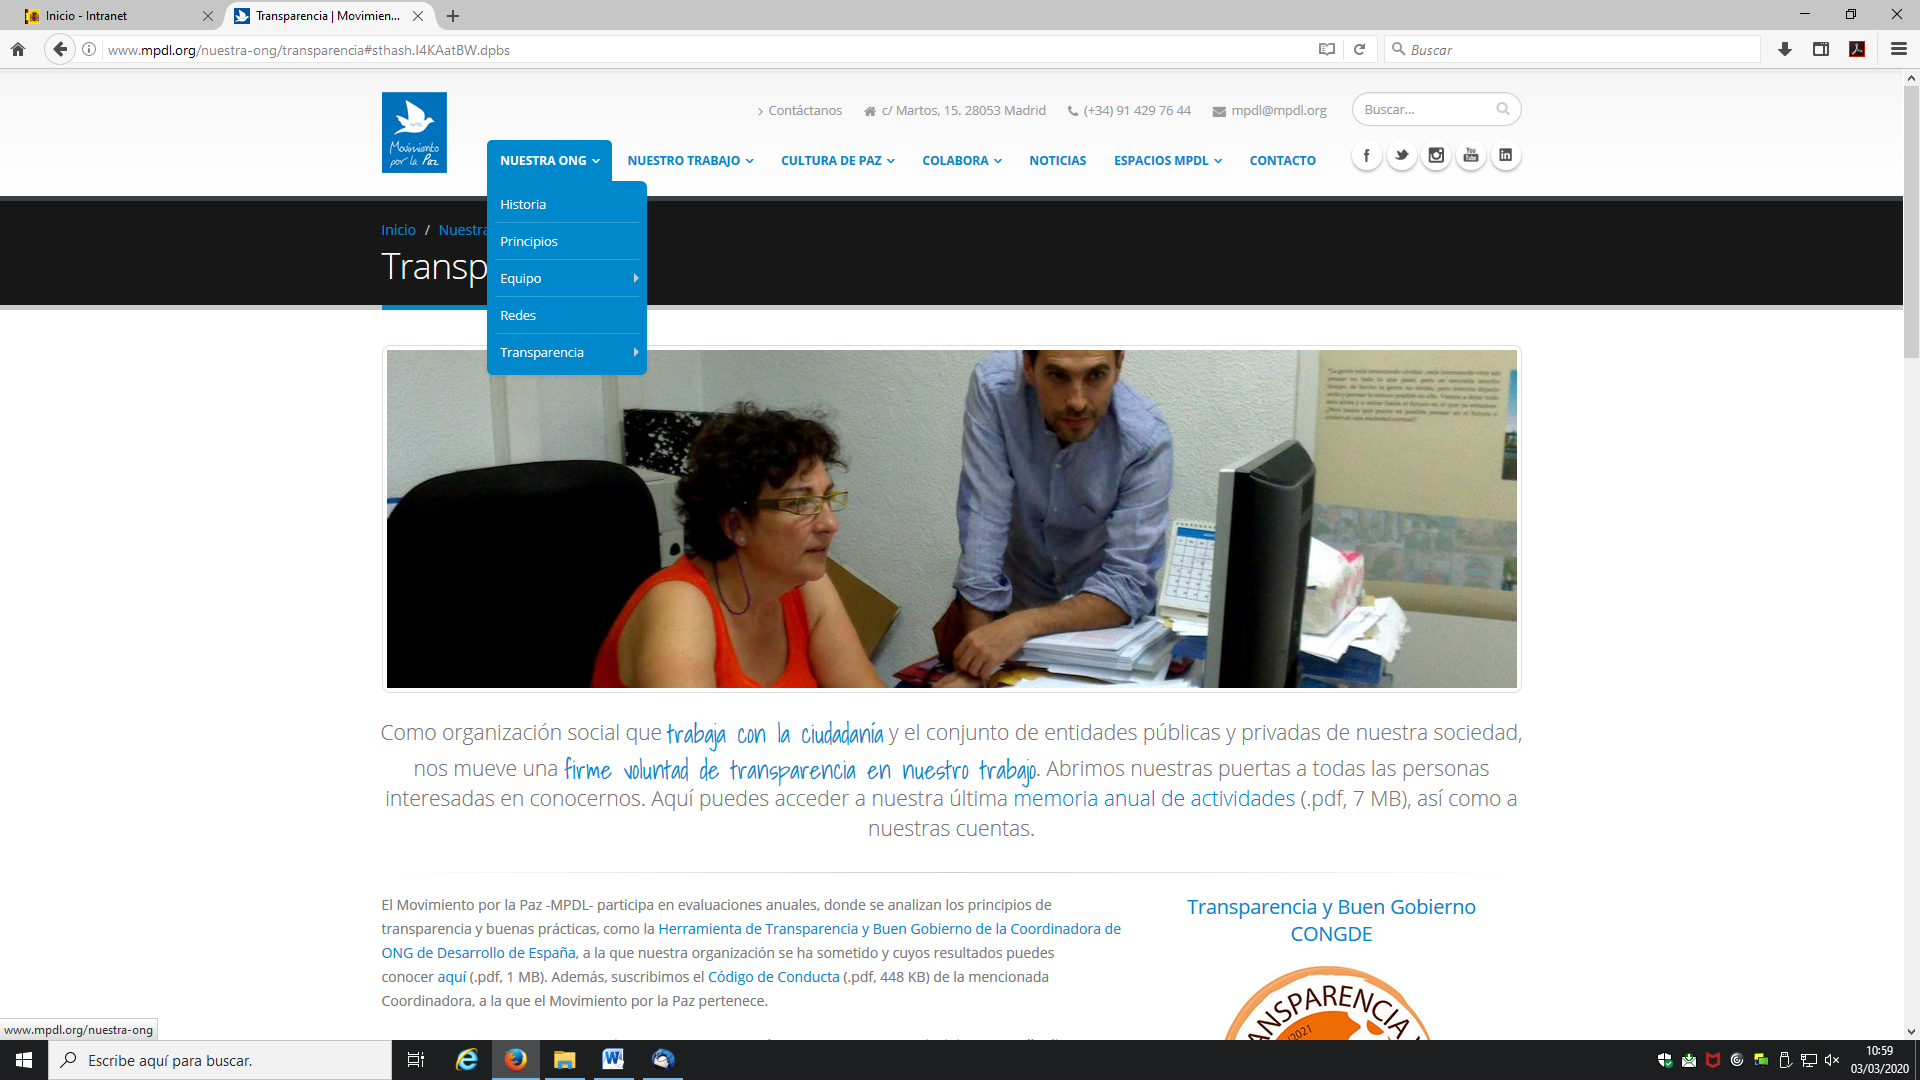 Inicio - Intranet
Transparencia | Movimien...
www.mpdl.org/nuestra-ong/transparencia#sthash.I4KAatBW.dpbs
Buscar
Movimiento
por la Paz
Contáctanos
c/ Martos, 15. 28053 Madrid
(+34) 91 429 76 44
mpdl@mpdl.org
Buscar...
NUESTRA ONG
NUESTRO TRABAJO
CULTURA DE PAZ
COLABORA
NOTICIAS
ESPACIOS MPDL
CONTACTO
You Tube
Historia
Principios
Equipo
Redes
Transparencia
Inicio / Nuestra
Transp
Como organización social que trabaja con la ciudadanía y el conjunto de entidades públicas y privadas de nuestra sociedad,
nos mueve una firme voluntad de transparencia en nuestro trabajo. Abrimos nuestras puertas a todas las personas
interesadas en conocernos. Aquí puedes acceder a nuestra última memoria anual de actividades (.pdf, 7 MB), así como a
nuestras cuentas.
El Movimiento por la Paz -MPDL- participa en evaluaciones anuales, donde se analizan los principios de
transparencia y buenas prácticas, como la Herramienta de Transparencia y Buen Gobierno de la Coordinadora de
ONG de Desarrollo de España, a la que nuestra organización se ha sometido y cuyos resultados puedes
conocer aquí (.pdf, 1 MB). Además, suscribimos el Código de Conducta (.pdf, 448 KB) de la mencionada
Coordinadora, a la que el Movimiento por la Paz pertenece.
Transparencia y Buen Gobierno
CONGDE
ANSPARENCIA
2021
www.mpdl.org/nuestra-ong
Escribe aquí para buscar.
10:59
03/03/2020